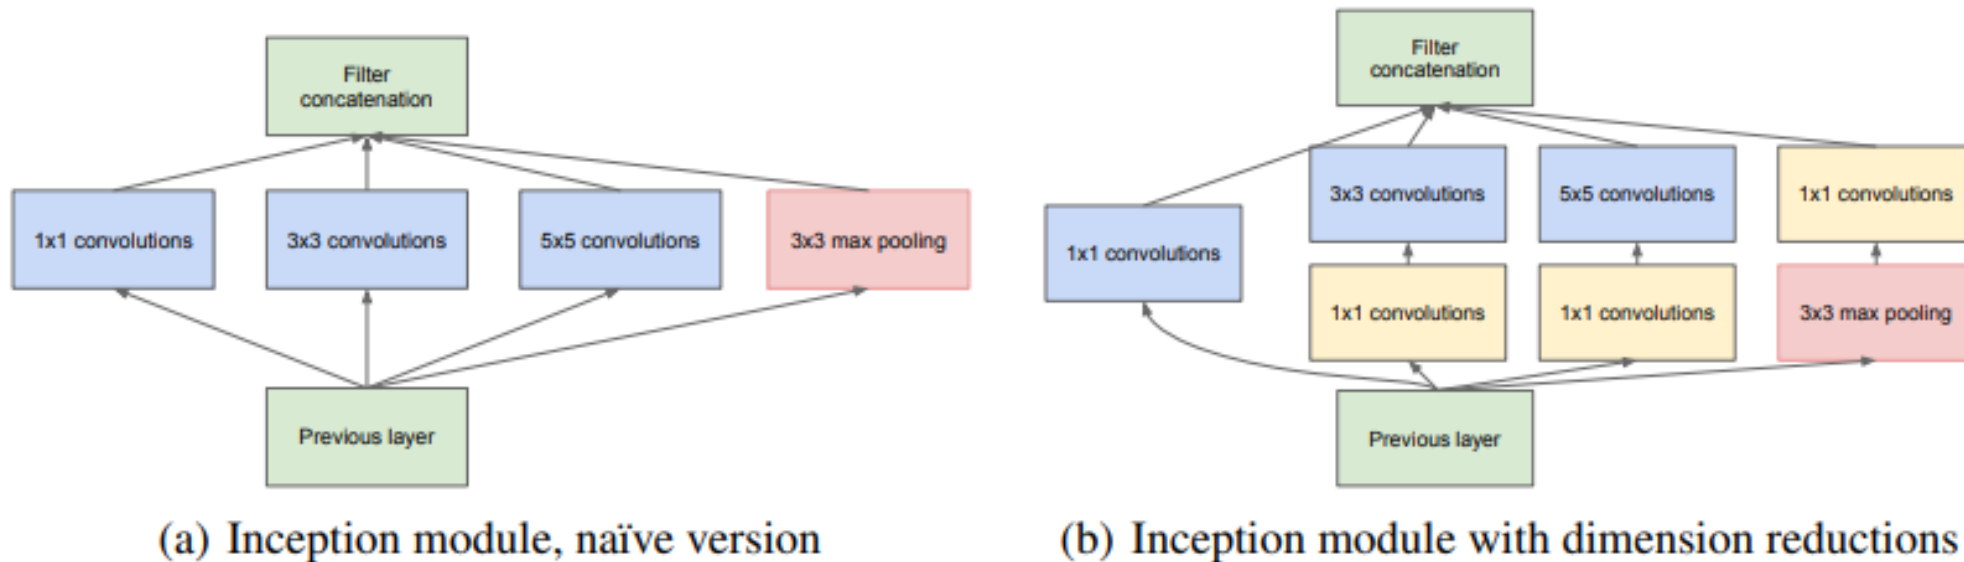 Filter
concatenation
1x1 convolutions
3x3 convolutions
5x5 convolutions
3x3 max pooling
Previous layer
(a) Inception module, naïve version
Filter
concatenation
3x3 convolutions
5x5 convolutions
1x1 convolutions
1x1 convolutions
1x1 convolutions
1x1 convolutions
3x3 max pooling
Previous layer
(b) Inception module with dimension reductions